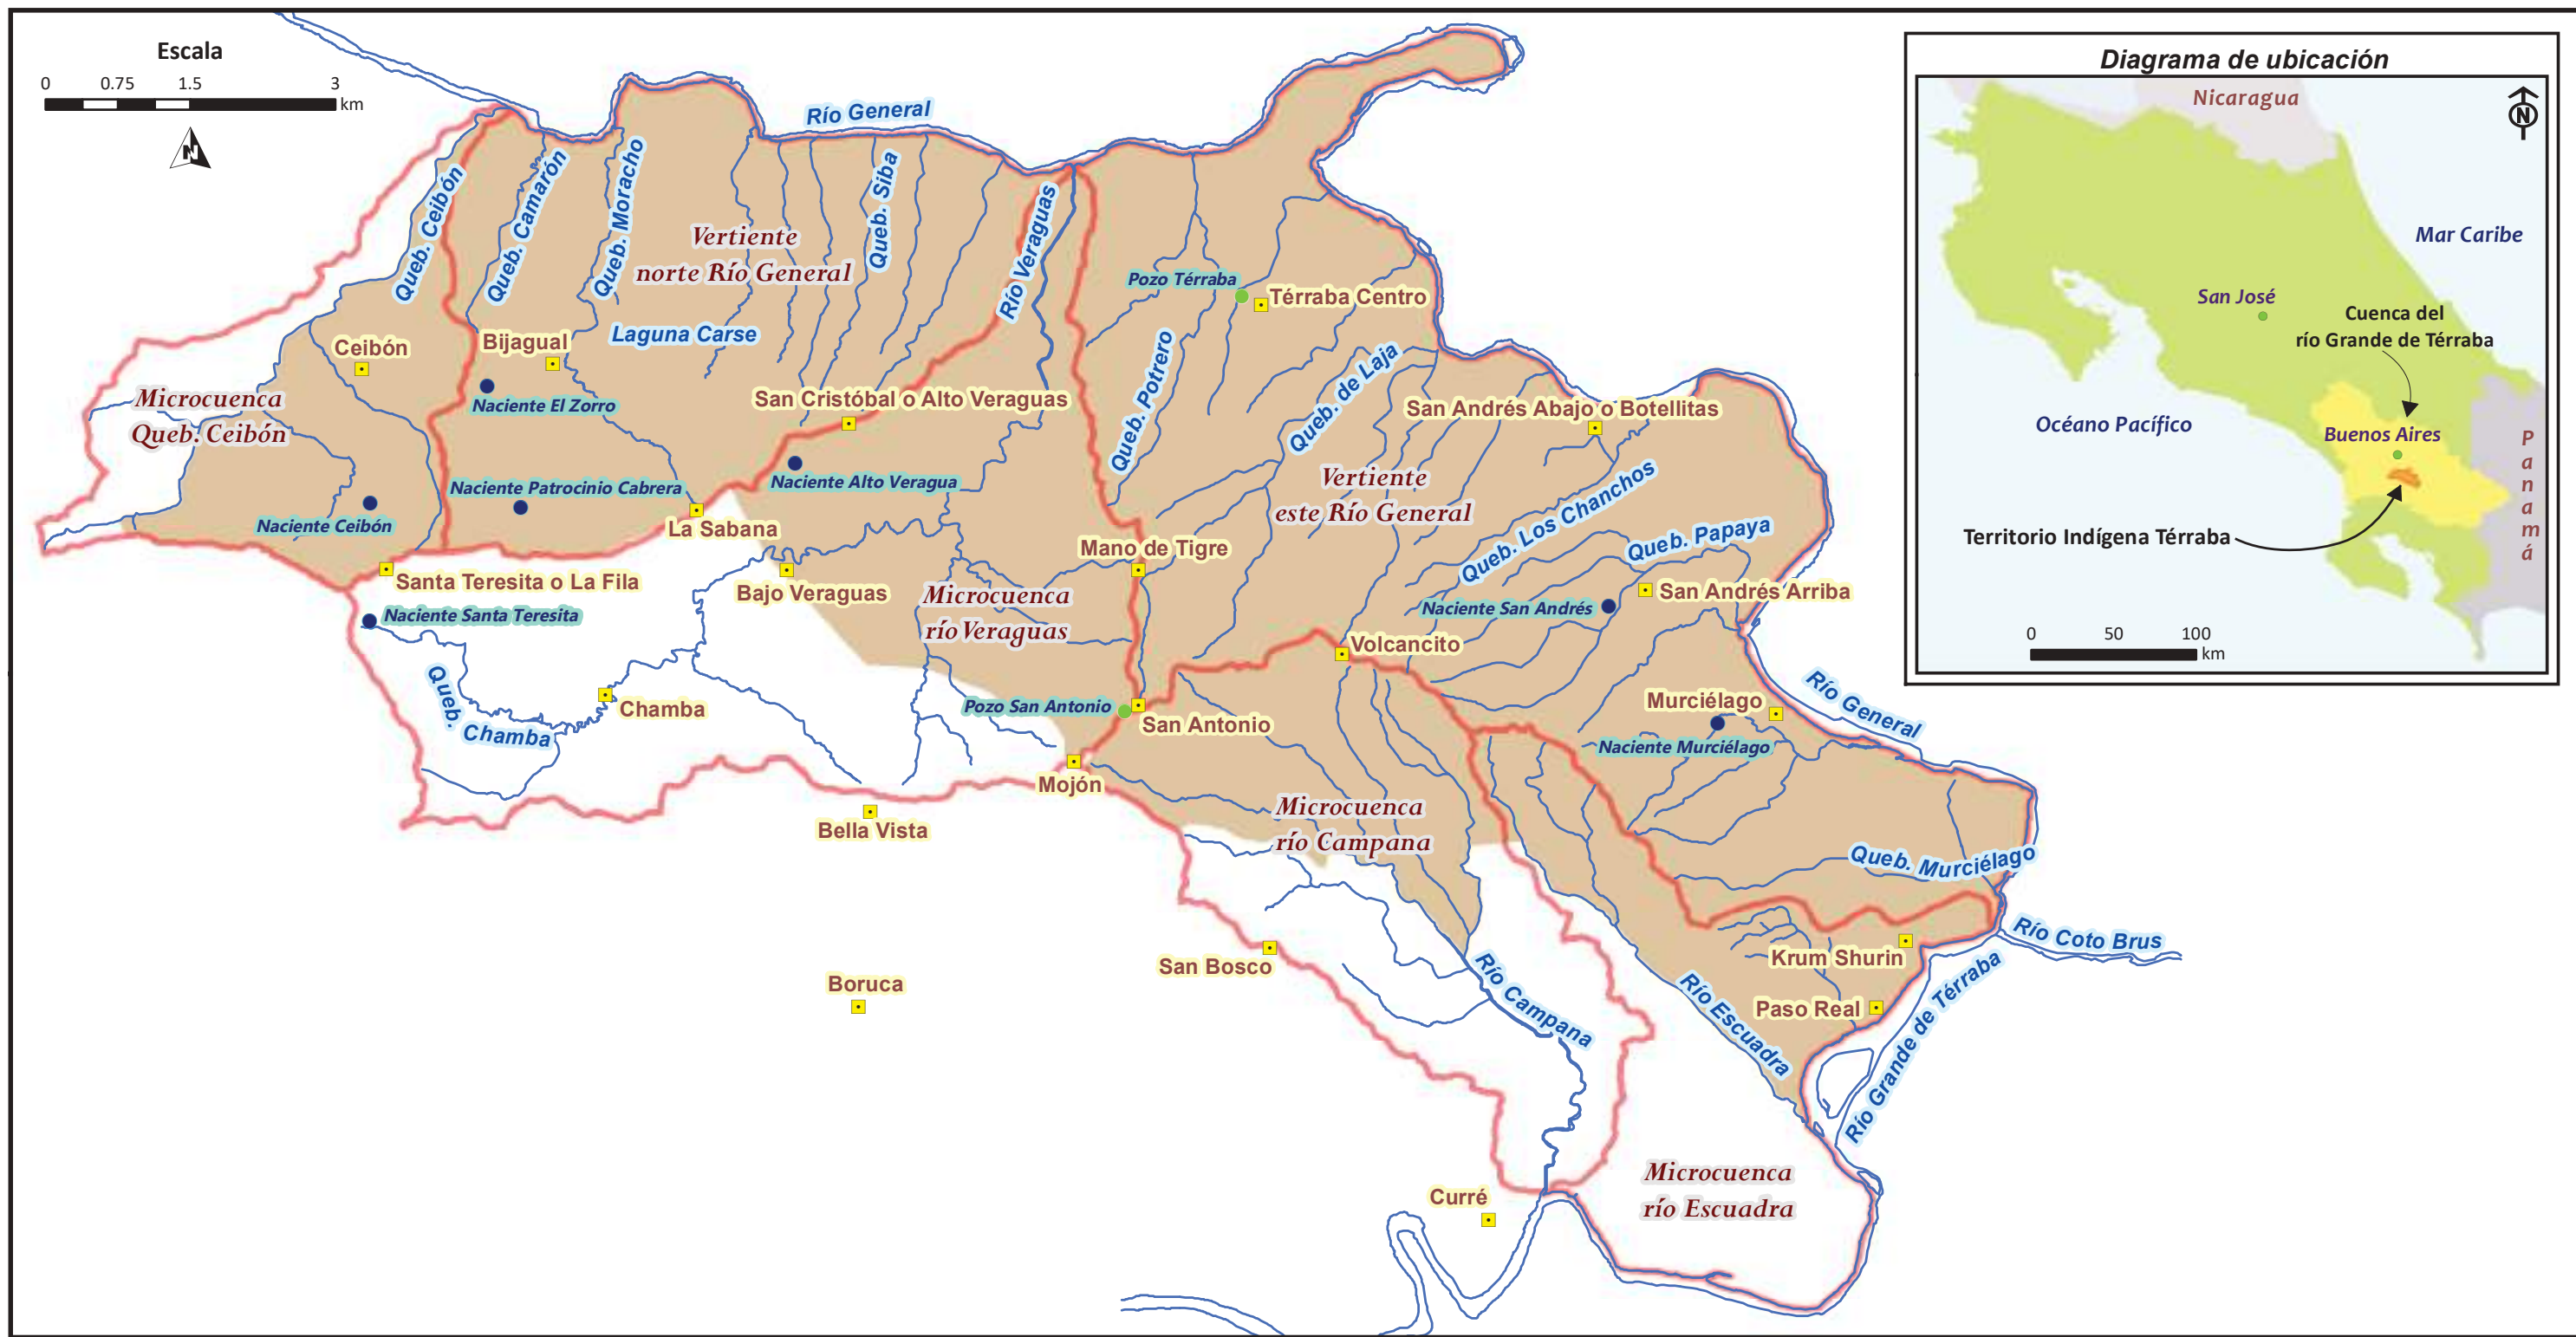 Escala
0 0.75 1.5 3
km
N
Río General
Queb. Ceibón
Queb. Camarón
Queb. Moracho
Vertiente
norte Río General
Queb. Siba
Río Veraguas
Laguna Carse
Pozo Térraba
Térraba Centro
Ceibón
Bijagual
Naciente El Zorro
Microcuenca
Queb. Ceibón
San Cristóbal o Alto Veraguas
Queb. Potrero
Queb. de Laja
San Andrés Abajo o Botellitas
Naciente Alto Veragua
Naciente Patrocinio Cabrera
Naciente Ceibón
La Sabana
Vertiente
este Río General
Queb. Los Chanchos
Queb. Papaya
Mano de Tigre
Santa Teresita o La Fila
Bajo Veraguas
Microcuenca
río Veraguas
Naciente San Andrés
San Andrés Arriba
Naciente Santa Teresita
Volcancito
Queb. Chamba
Chamba
Pozo San Antonio
San Antonio
Murciélago
Naciente Murciélago
Río General
Mojón
Bella Vista
Microcuenca
río Campana
Queb. Murciélago
Río Coto Brus
Krum Shurin
San Bosco
Boruca
Río Campana
Río Escuadra
Paso Real
Río Grande de Térraba
Microcuenca
río Escuadra
Curré
Diagrama de ubicación
Nicaragua
N
Mar Caribe
San José
Cuenca del
río Grande de Térraba
Océano Pacífico
Buenos Aires
Panamá
Territorio Indígena Térraba
0 50 100
km